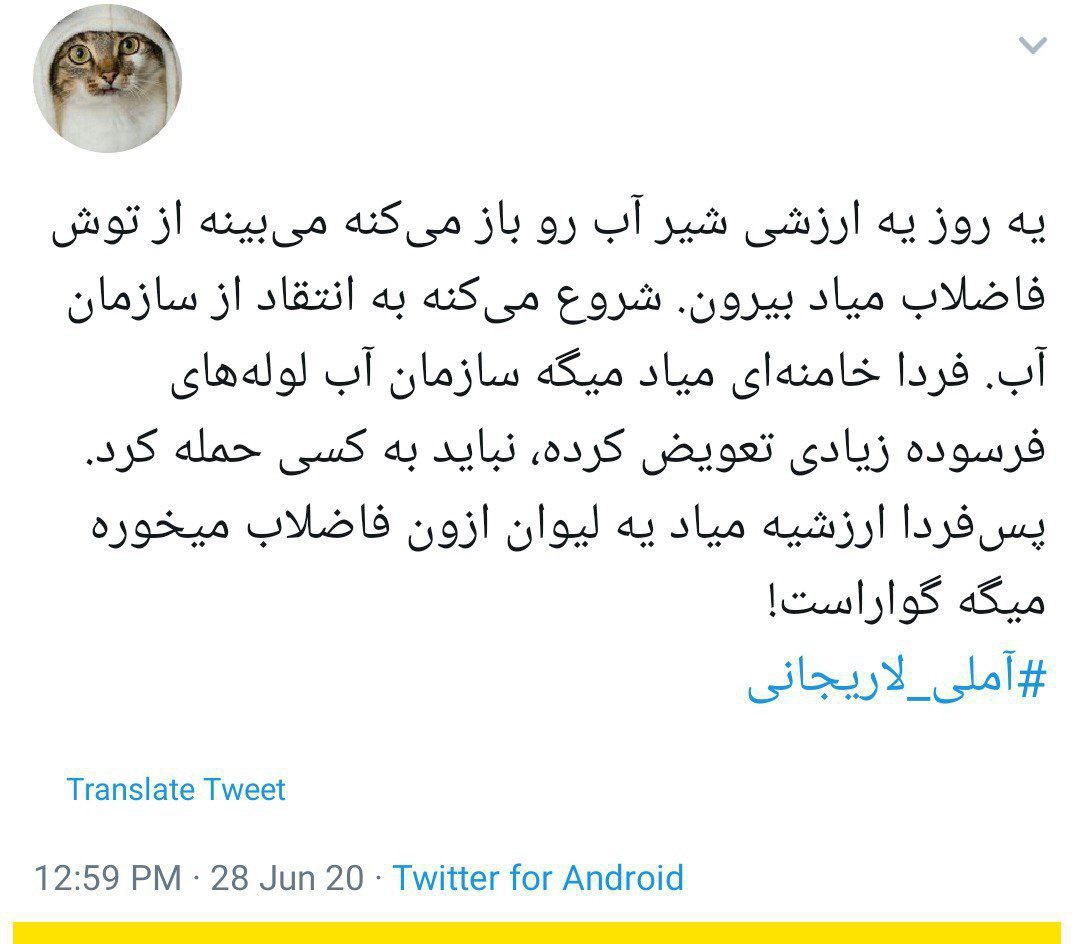 یه روز یه ارزشی شیر آب رو باز می‌کنه می‌بینه از توش
فاضلاب میاد بیرون. شروع می‌کنه به انتقاد از سازمان
آب. فردا خامنه‌ای میاد میگه سازمان آب لوله‌های
فرسوده زیادی تعویض کرده، نباید به کسی حمله کرد.
پس‌فردا ارزشیه میاد یه لیوان ازون فاضلاب میخوره
میگه گواراست!
#آملی_لاریجانی
Translate Tweet
12:59 PM · 28 Jun 20 · Twitter for Android